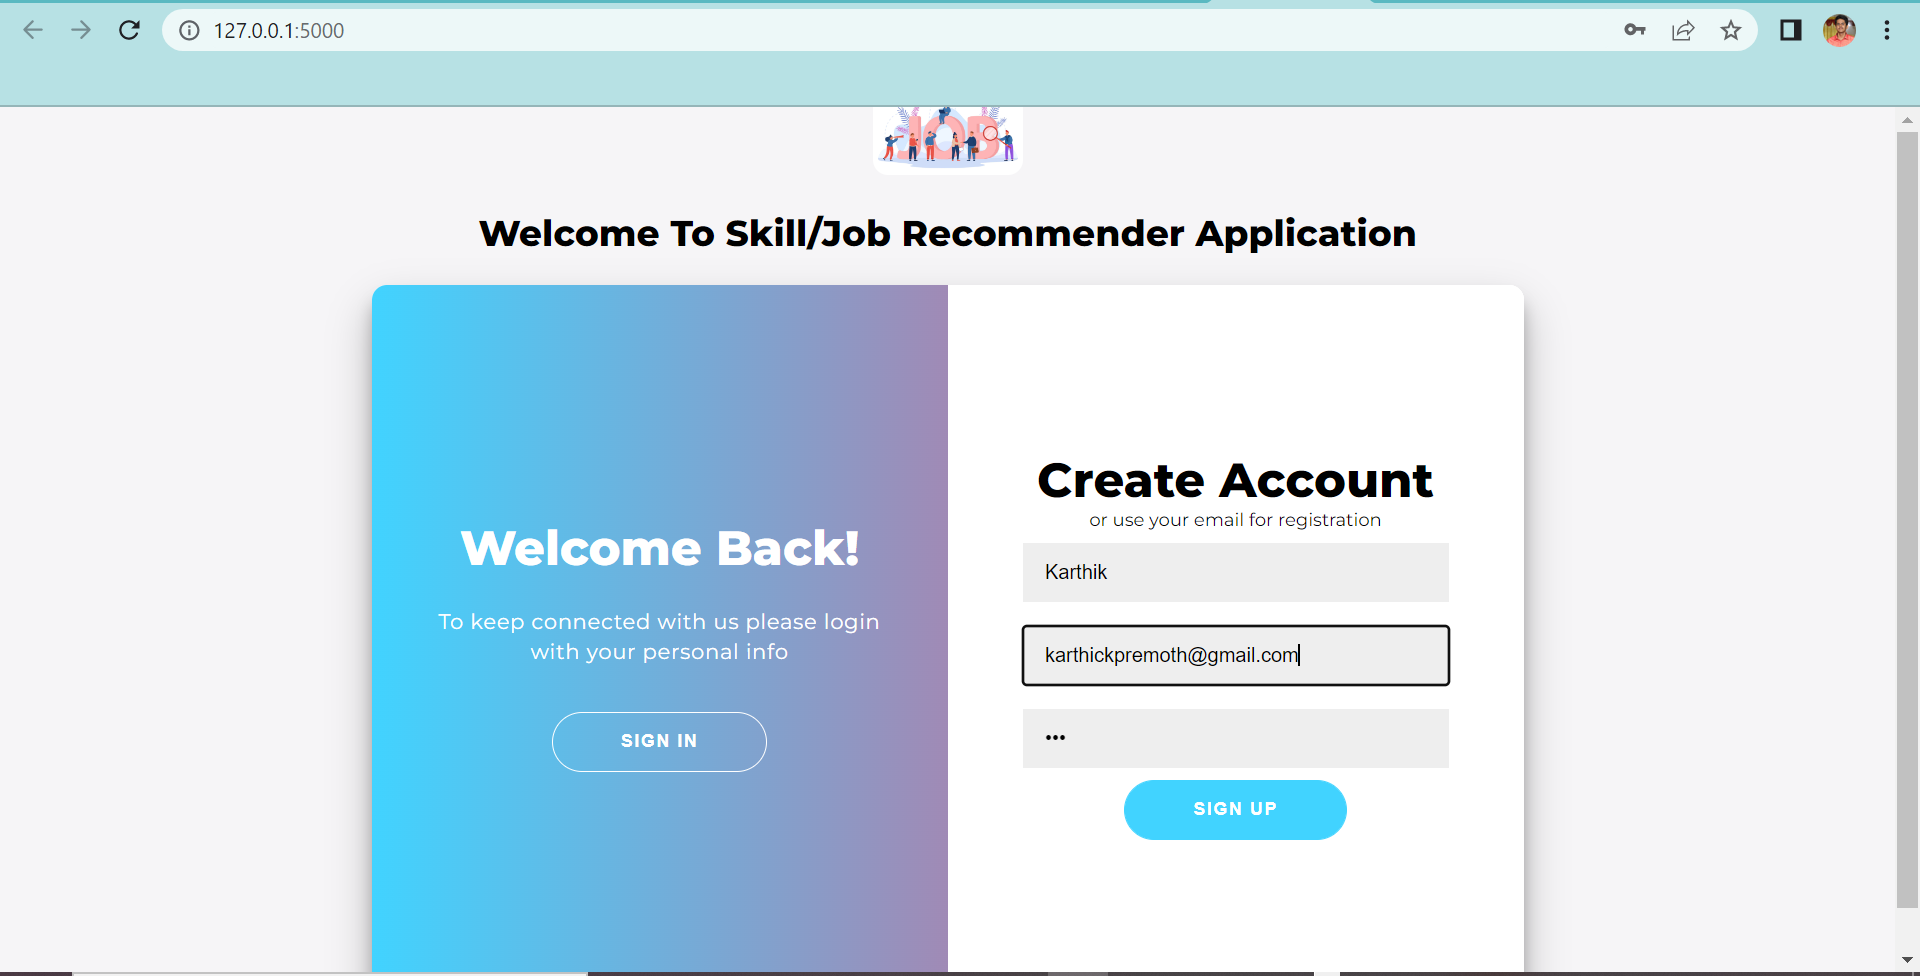 127.0.0.1:5000
JOB
Welcome To Skill/Job Recommender Application
Welcome Back!
To keep connected with us please login
with your personal info
SIGN IN
Create Account
or use your email for registration
Karthik
karthickpremoth@gmail.com
•••
SIGN UP